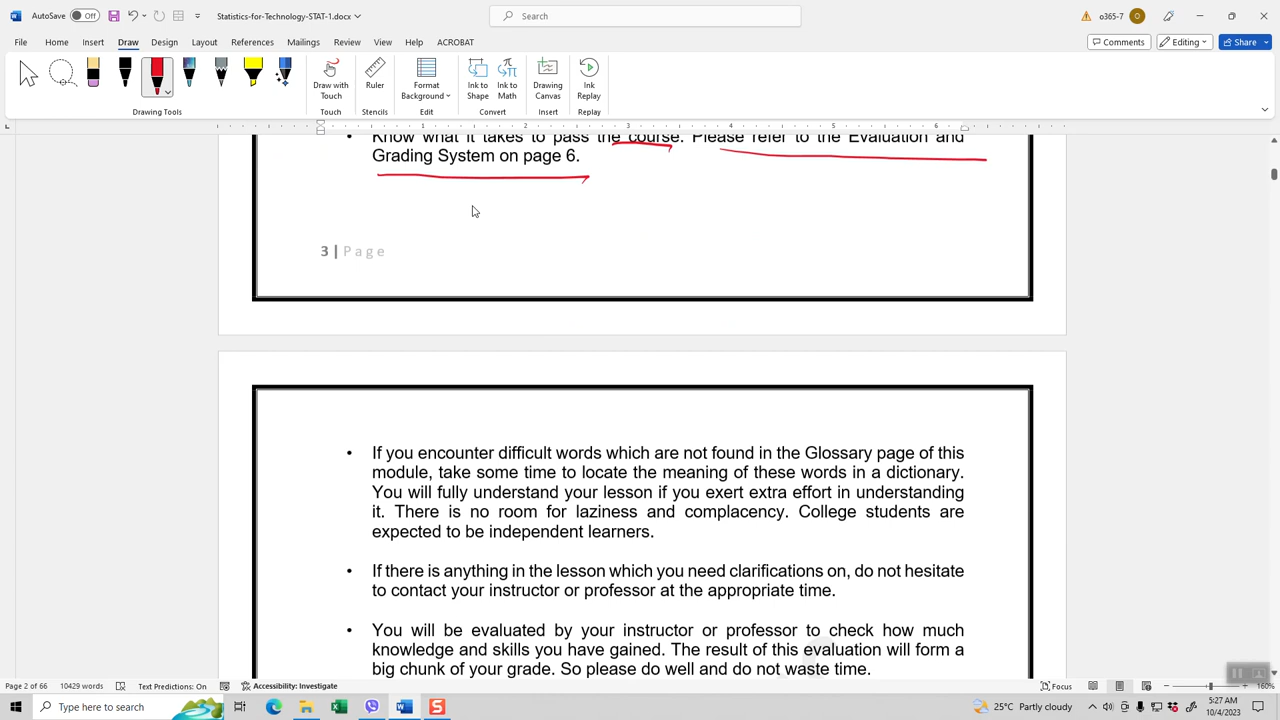 AutoSave Off Statistics-for-Technology-STAT-1.docx Search o365-7 O
File Home Insert Draw Design Layout References Mailings Review View Help ACROBAT Comments Editing Share
Draw with Touch Ruler Format Background Ink to Shape Ink to Math Drawing Canvas Ink Replay
Drawing Tools Touch Stencils Edit Convert Insert Replay
L 1 2 3 4 5 6
• Know what it takes to pass the course. Please refer to the Evaluation and
Grading System on page 6.
3 | Page
• If you encounter difficult words which are not found in the Glossary page of this
module, take some time to locate the meaning of these words in a dictionary.
You will fully understand your lesson if you exert extra effort in understanding
it. There is no room for laziness and complacency. College students are
expected to be independent learners.
• If there is anything in the lesson which you need clarifications on, do not hesitate
to contact your instructor or professor at the appropriate time.
• You will be evaluated by your instructor or professor to check how much
knowledge and skills you have gained. The result of this evaluation will form a
big chunk of your grade. So please do well and do not waste time.
Page 2 of 66 10429 words Text Predictions: On Accessibility: Investigate Focus 160%
Type here to search 25°C Partly cloudy 5:27 AM
10/4/2023